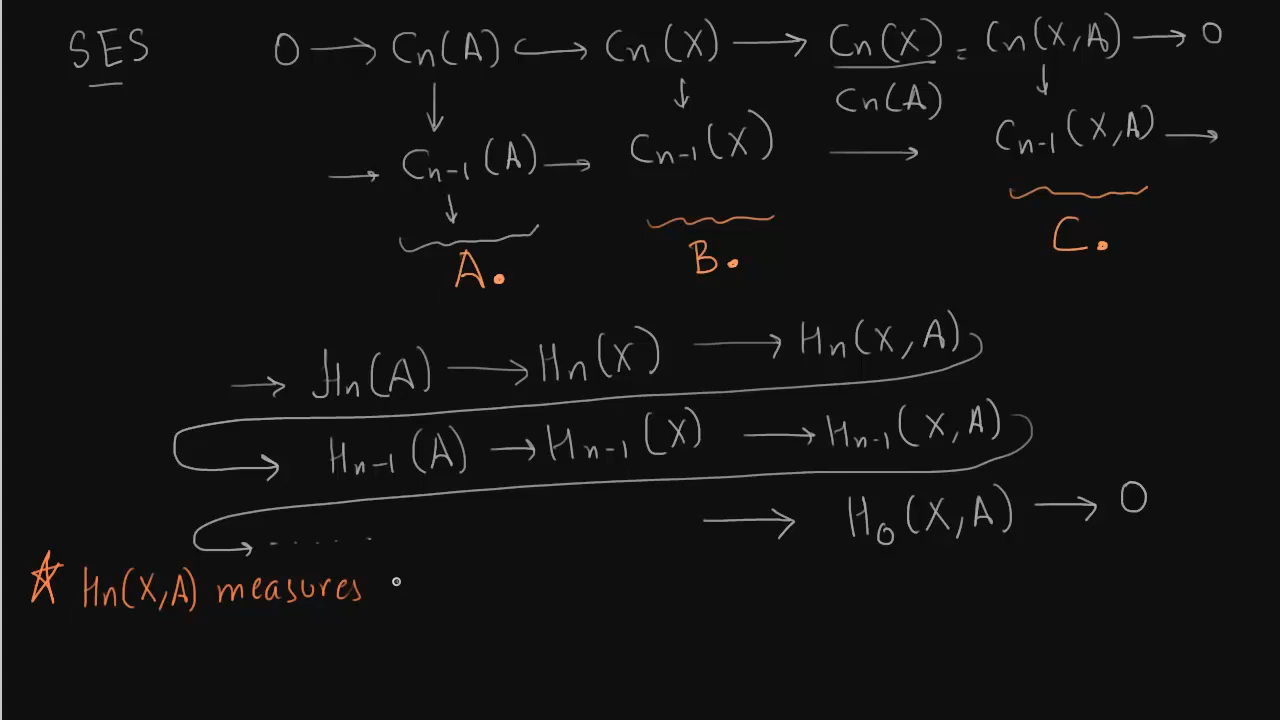 SES 0 → Cn(A) ↪ Cn(X) → Cn(X)/Cn(A) = Cn(X,A) → 0
↓ ↓ ↓
→ Cn-1(A) → Cn-1(X) → Cn-1(X,A) →
↓
A. B. C.
→ Hn(A) → Hn(X) → Hn(X,A)
→ Hn-1(A) → Hn-1(X) → Hn-1(X,A)
→ ...... → H0(X,A) → 0
☆ Hn(X,A) measures